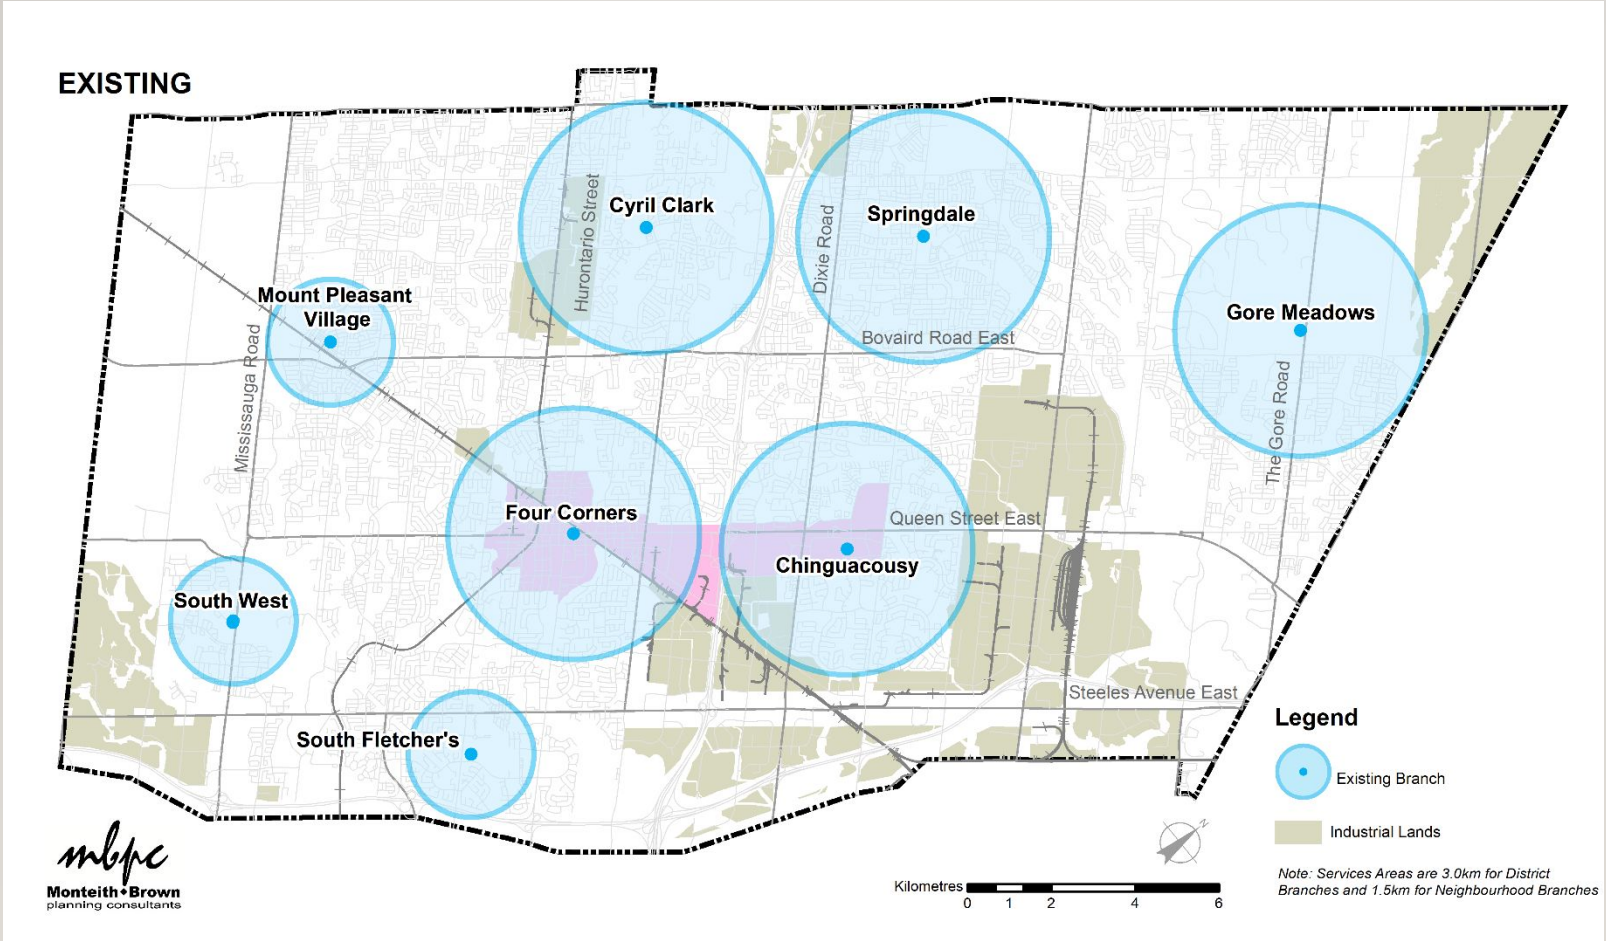 EXISTING
Cyril Clark
Hurontario Street
Springdale
Dixie Road
Mount Pleasant
Village
Gore Meadows
Bovaird Road East
Mississauga Road
The Gore Road
Four Corners
Queen Street East
Chinguacousy
South West
Steeles Avenue East
South Fletcher's
Legend
Existing Branch
Industrial Lands
Note: Services Areas are 3.0km for District
Branches and 1.5km for Neighbourhood Branches
N
mbpc
Monteith♦Brown
planning consultants
Kilometres
0 1 2 4 6